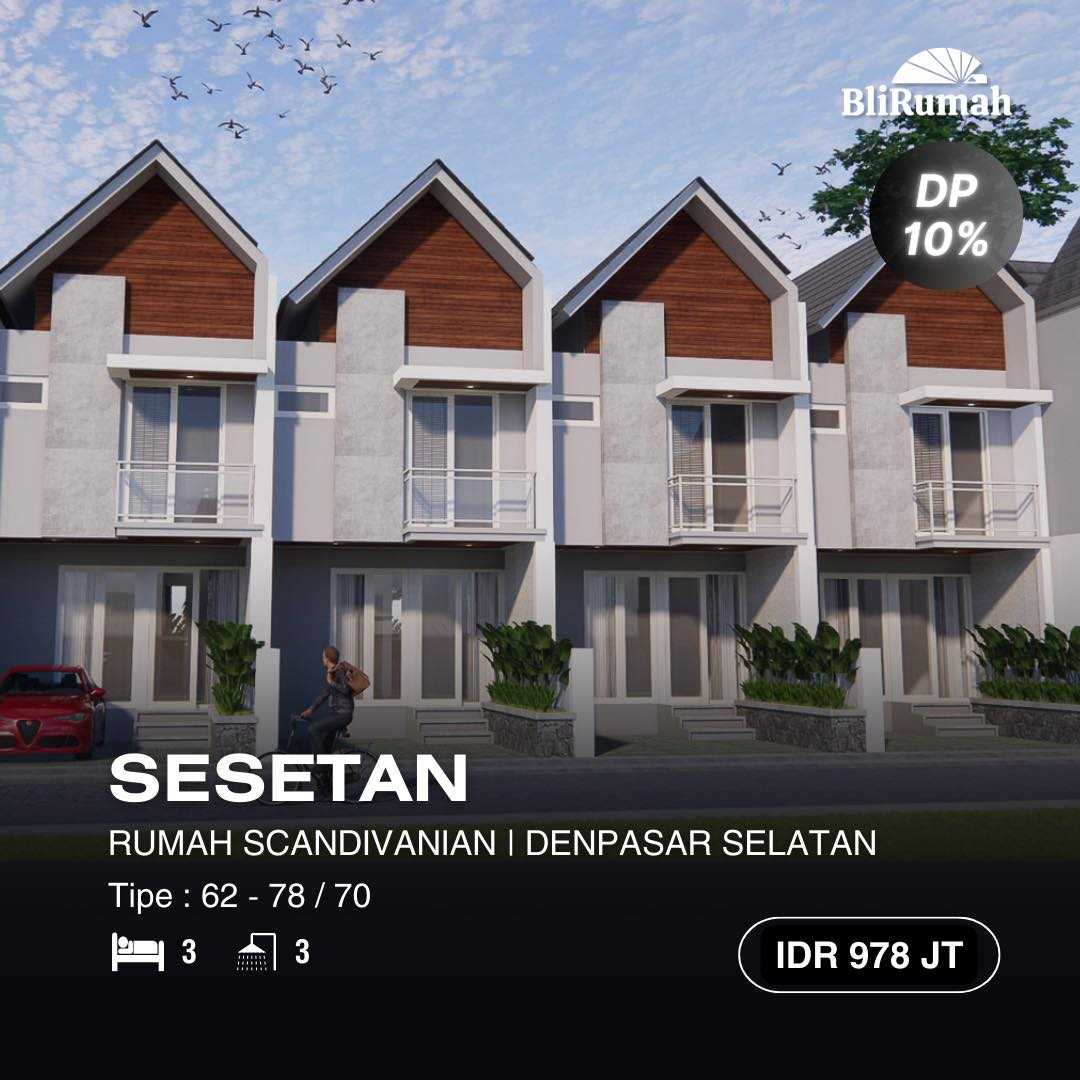 BliRumah
DP
10%
SESETAN
RUMAH SCANDIVANIAN | DENPASAR SELATAN
Tipe : 62 - 78 / 70
3 3
IDR 978 JT